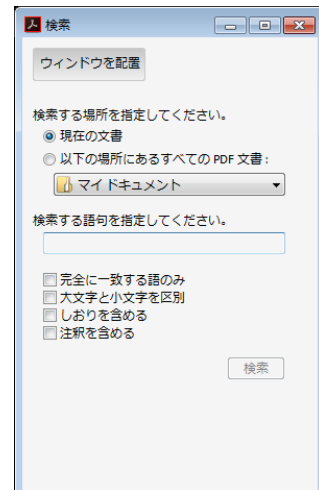 検索
ウィンドウを配置
検索する場所を指定してください。
現在の文書
以下の場所にあるすべての PDF 文書 :
マイ ドキュメント
検索する語句を指定してください。
完全に一致する語のみ
大文字と小文字を区別
しおりを含める
注釈を含める
検索